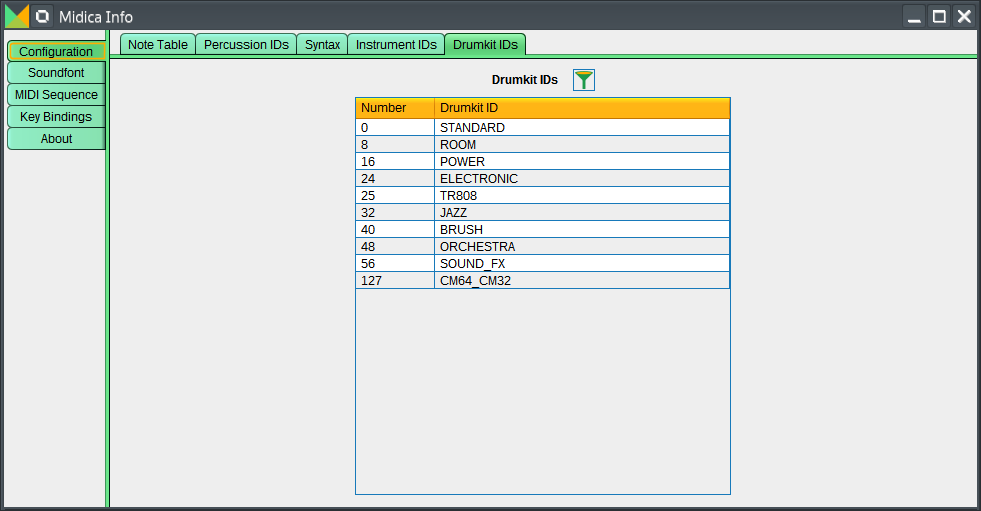 Midica Info
Configuration
Soundfont
MIDI Sequence
Key Bindings
About
Note Table Percussion IDs Syntax Instrument IDs Drumkit IDs
Drumkit IDs
Number Drumkit ID
0 STANDARD
8 ROOM
16 POWER
24 ELECTRONIC
25 TR808
32 JAZZ
40 BRUSH
48 ORCHESTRA
56 SOUND_FX
127 CM64_CM32